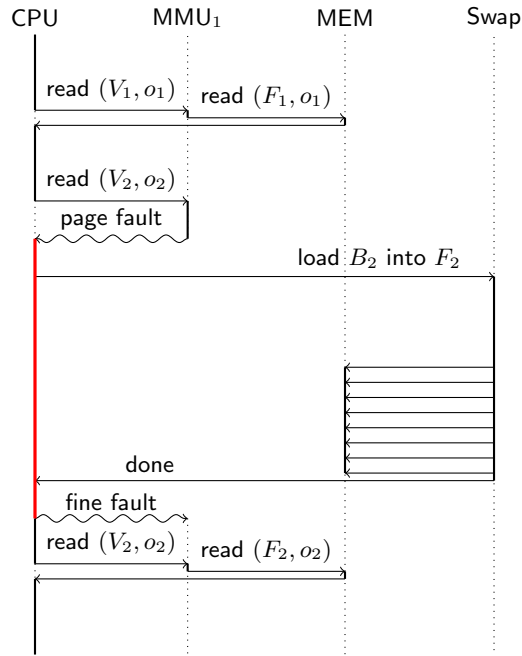 CPU MMU₁ MEM Swap
read (V₁, o₁) read (F₁, o₁)
read (V₂, o₂)
page fault
load B₂ into F₂
done
fine fault
read (V₂, o₂) read (F₂, o₂)